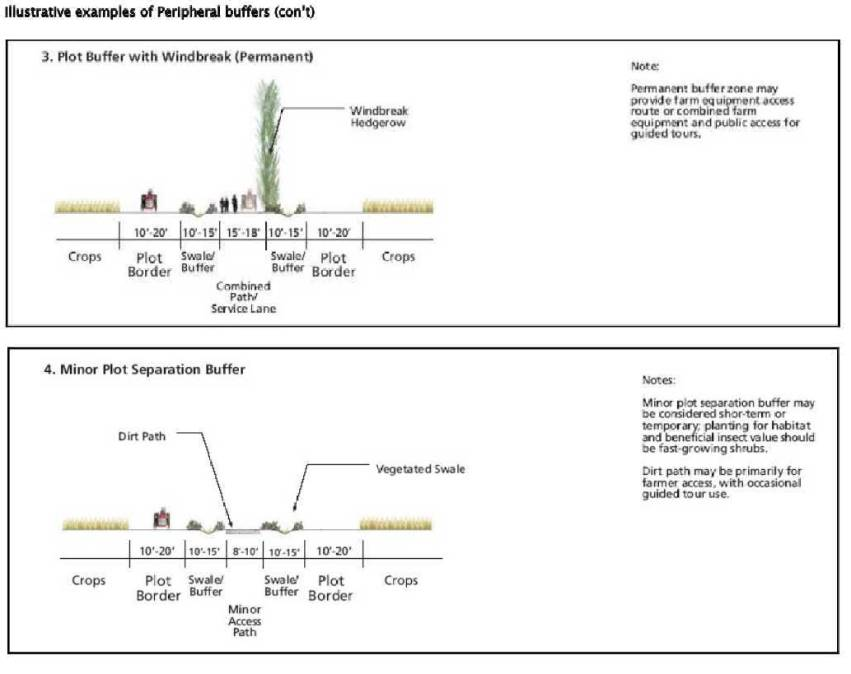 Illustrative examples of Peripheral buffers (con't)
3. Plot Buffer with Windbreak (Permanent)
Windbreak
Hedgerow
10'-20' 10'-15' 15'-18' 10'-15' 10'-20'
Crops Plot Border Swale/ Buffer Swale/ Buffer Plot Border Crops
Combined
Path/
Service Lane
Note:
Permanent buffer zone may
provide farm equipment access
route or combined farm
equipment and public access for
guided tours.
4. Minor Plot Separation Buffer
Dirt Path
Vegetated Swale
10'-20' 10'-15' 8'-10' 10'-15' 10'-20'
Crops Plot Border Swale/ Buffer Swale/ Buffer Plot Border Crops
Minor
Access
Path
Notes:
Minor plot separation buffer may
be considered shor-term or
temporary; planting for habitat
and beneficial insect value should
be fast-growing shrubs.
Dirt path may be primarily for
farmer access, with occasional
guided tour use.